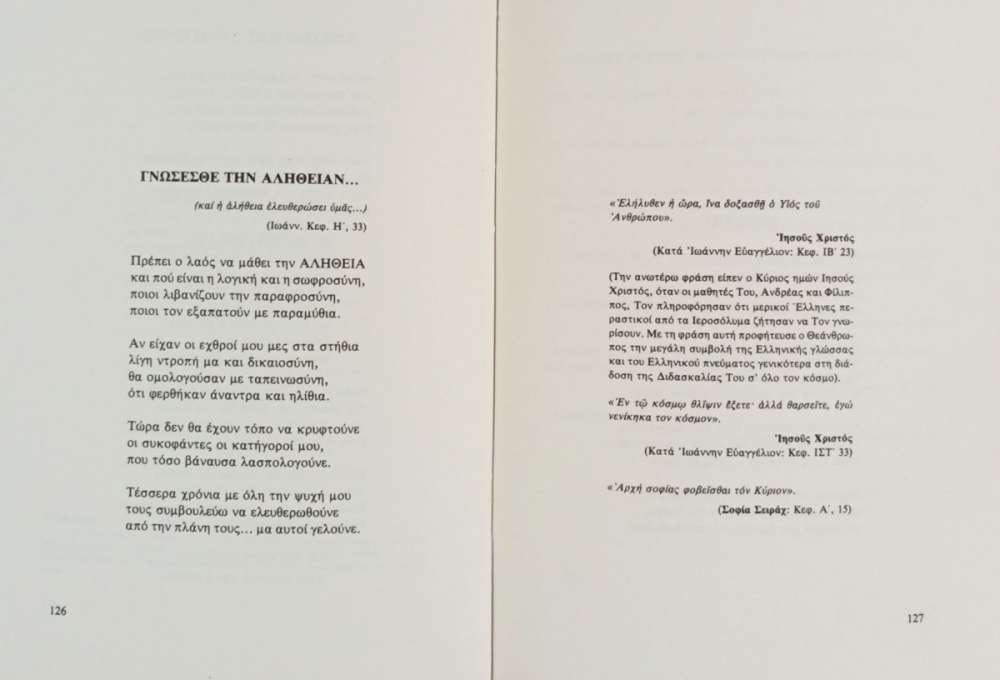 ΓΝΩΣΕΣΘΕ ΤΗΝ ΑΛΗΘΕΙΑΝ...
(καί ἡ ἀλήθεια ἐλευθερώσει ὑμᾶς...)
(Ιωάνν. Κεφ. Η΄, 33)
Πρέπει ο λαός να μάθει την ΑΛΗΘΕΙΑ
και πού είναι η λογική και η σωφροσύνη,
ποιοι λιβανίζουν την παραφροσύνη,
ποιοι τον εξαπατούν με παραμύθια.
Αν είχαν οι εχθροί μου μες στα στήθια
λίγη ντροπή μα και δικαιοσύνη,
θα ομολογούσαν με ταπεινωσύνη,
ότι φερθήκαν άναντρα και ηλίθια.
Τώρα δεν θα έχουν τόπο να κρυφτούνε
οι συκοφάντες οι κατήγοροί μου,
που τόσο βάναυσα λασπολογούνε.
Τέσσερα χρόνια με όλη την ψυχή μου
τους συμβουλεύω να ελευθερωθούνε
από την πλάνη τους... μα αυτοί γελούνε.
126
«Ἐλήλυθεν ἡ ὥρα, ἵνα δοξασθῇ ὁ Υἱός τοῦ
Ἀνθρώπου».
Ἰησοῦς Χριστός
(Κατά Ἰωάννην Εὐαγγέλιον: Κεφ. ΙΒ΄ 23)
(Την ανωτέρω φράση είπεν ο Κύριος ημών Ιησούς
Χριστός, όταν οι μαθητές Του, Ανδρέας και Φίλιπ-
πος, Τον πληροφόρησαν ότι μερικοί Έλληνες πε-
ραστικοί από τα Ιεροσόλυμα ζήτησαν να Τον γνω-
ρίσουν. Με τη φράση αυτή προφήτευσε ο Θεάνθρω-
πος την μεγάλη συμβολή της Ελληνικής γλώσσας
και του Ελληνικού πνεύματος γενικότερα στη διά-
δοση της Διδασκαλίας Του σ' όλο τον κόσμο).
«Ἐν τῷ κόσμῳ θλῖψιν ἕξετε· ἀλλά θαρσεῖτε, ἐγώ
νενίκηκα τον κόσμον».
Ἰησοῦς Χριστός
(Κατά Ἰωάννην Εὐαγγέλιον: Κεφ. ΙΣΤ΄ 33)
«Ἀρχή σοφίας φοβεῖσθαι τόν Κύριον».
(Σοφία Σειράχ: Κεφ. Α΄, 15)
127